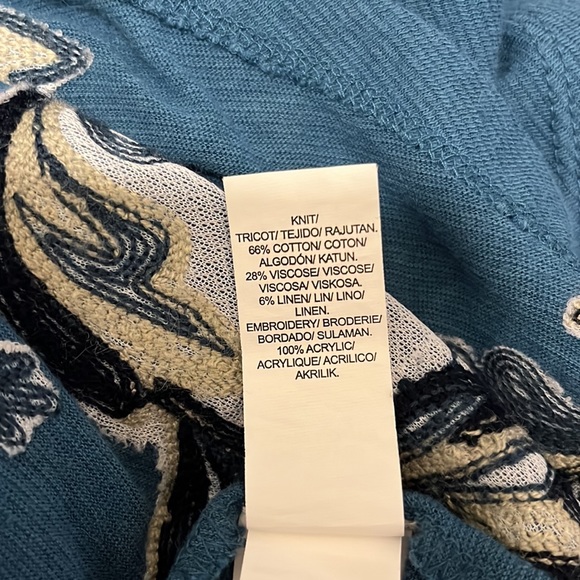 KNIT/
TRICOT/ TEJIDO/ RAJUTAN.
66% COTTON/ COTON/
ALGODÓN/ KATUN.
28% VISCOSE/ VISCOSE/
VISCOSA/ VISKOSA.
6% LINEN/ LIN/ LINO/
LINEN.
EMBROIDERY/ BRODERIE/
BORDADO/ SULAMAN.
100% ACRYLIC/
ACRYLIQUE/ ACRILICO/
AKRILIK.